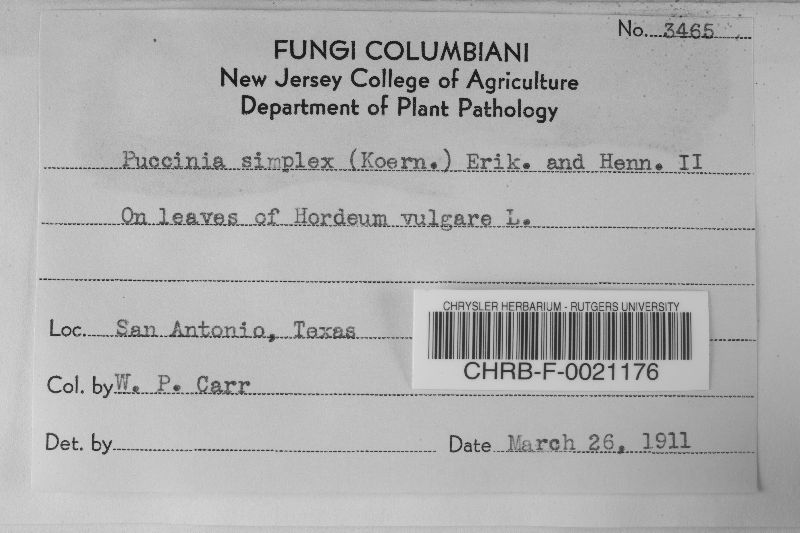 No. 3465
FUNGI COLUMBIANI
New Jersey College of Agriculture
Department of Plant Pathology
Puccinia simplex (Koern.) Erik. and Henn. II
On leaves of Hordeum vulgare L.
CHRYSLER HERBARIUM - RUTGERS UNIVERSITY
CHRB-F-0021176
Loc. San Antonio, Texas
Col. by W. P. Carr
Det. by
Date March 26, 1911